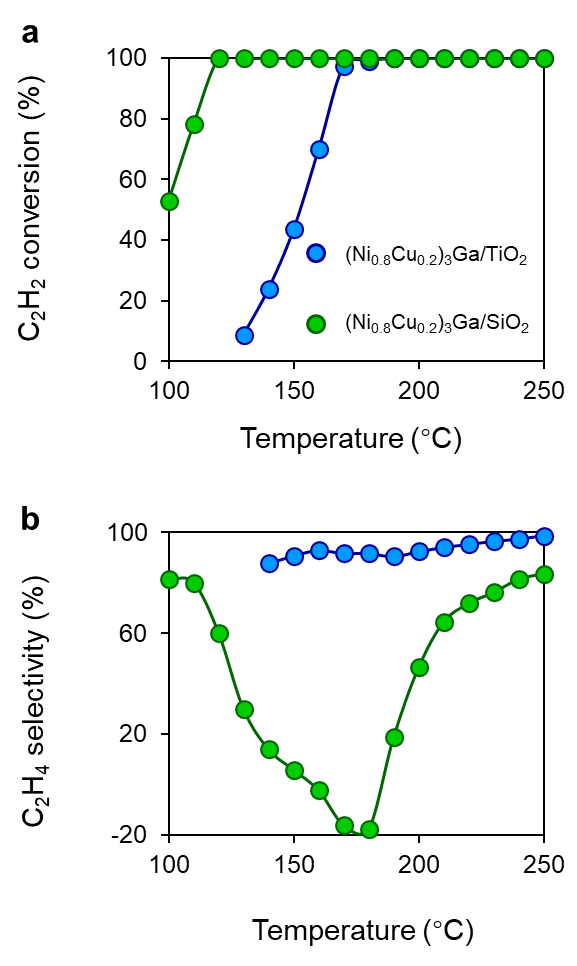 a
100
80
60
40
20
0
C₂H₂ conversion (%)
(Ni₀.₈Cu₀.₂)₃Ga/TiO₂
(Ni₀.₈Cu₀.₂)₃Ga/SiO₂
100 150 200 250
Temperature (°C)
b
100
60
20
-20
C₂H₄ selectivity (%)
100 150 200 250
Temperature (°C)